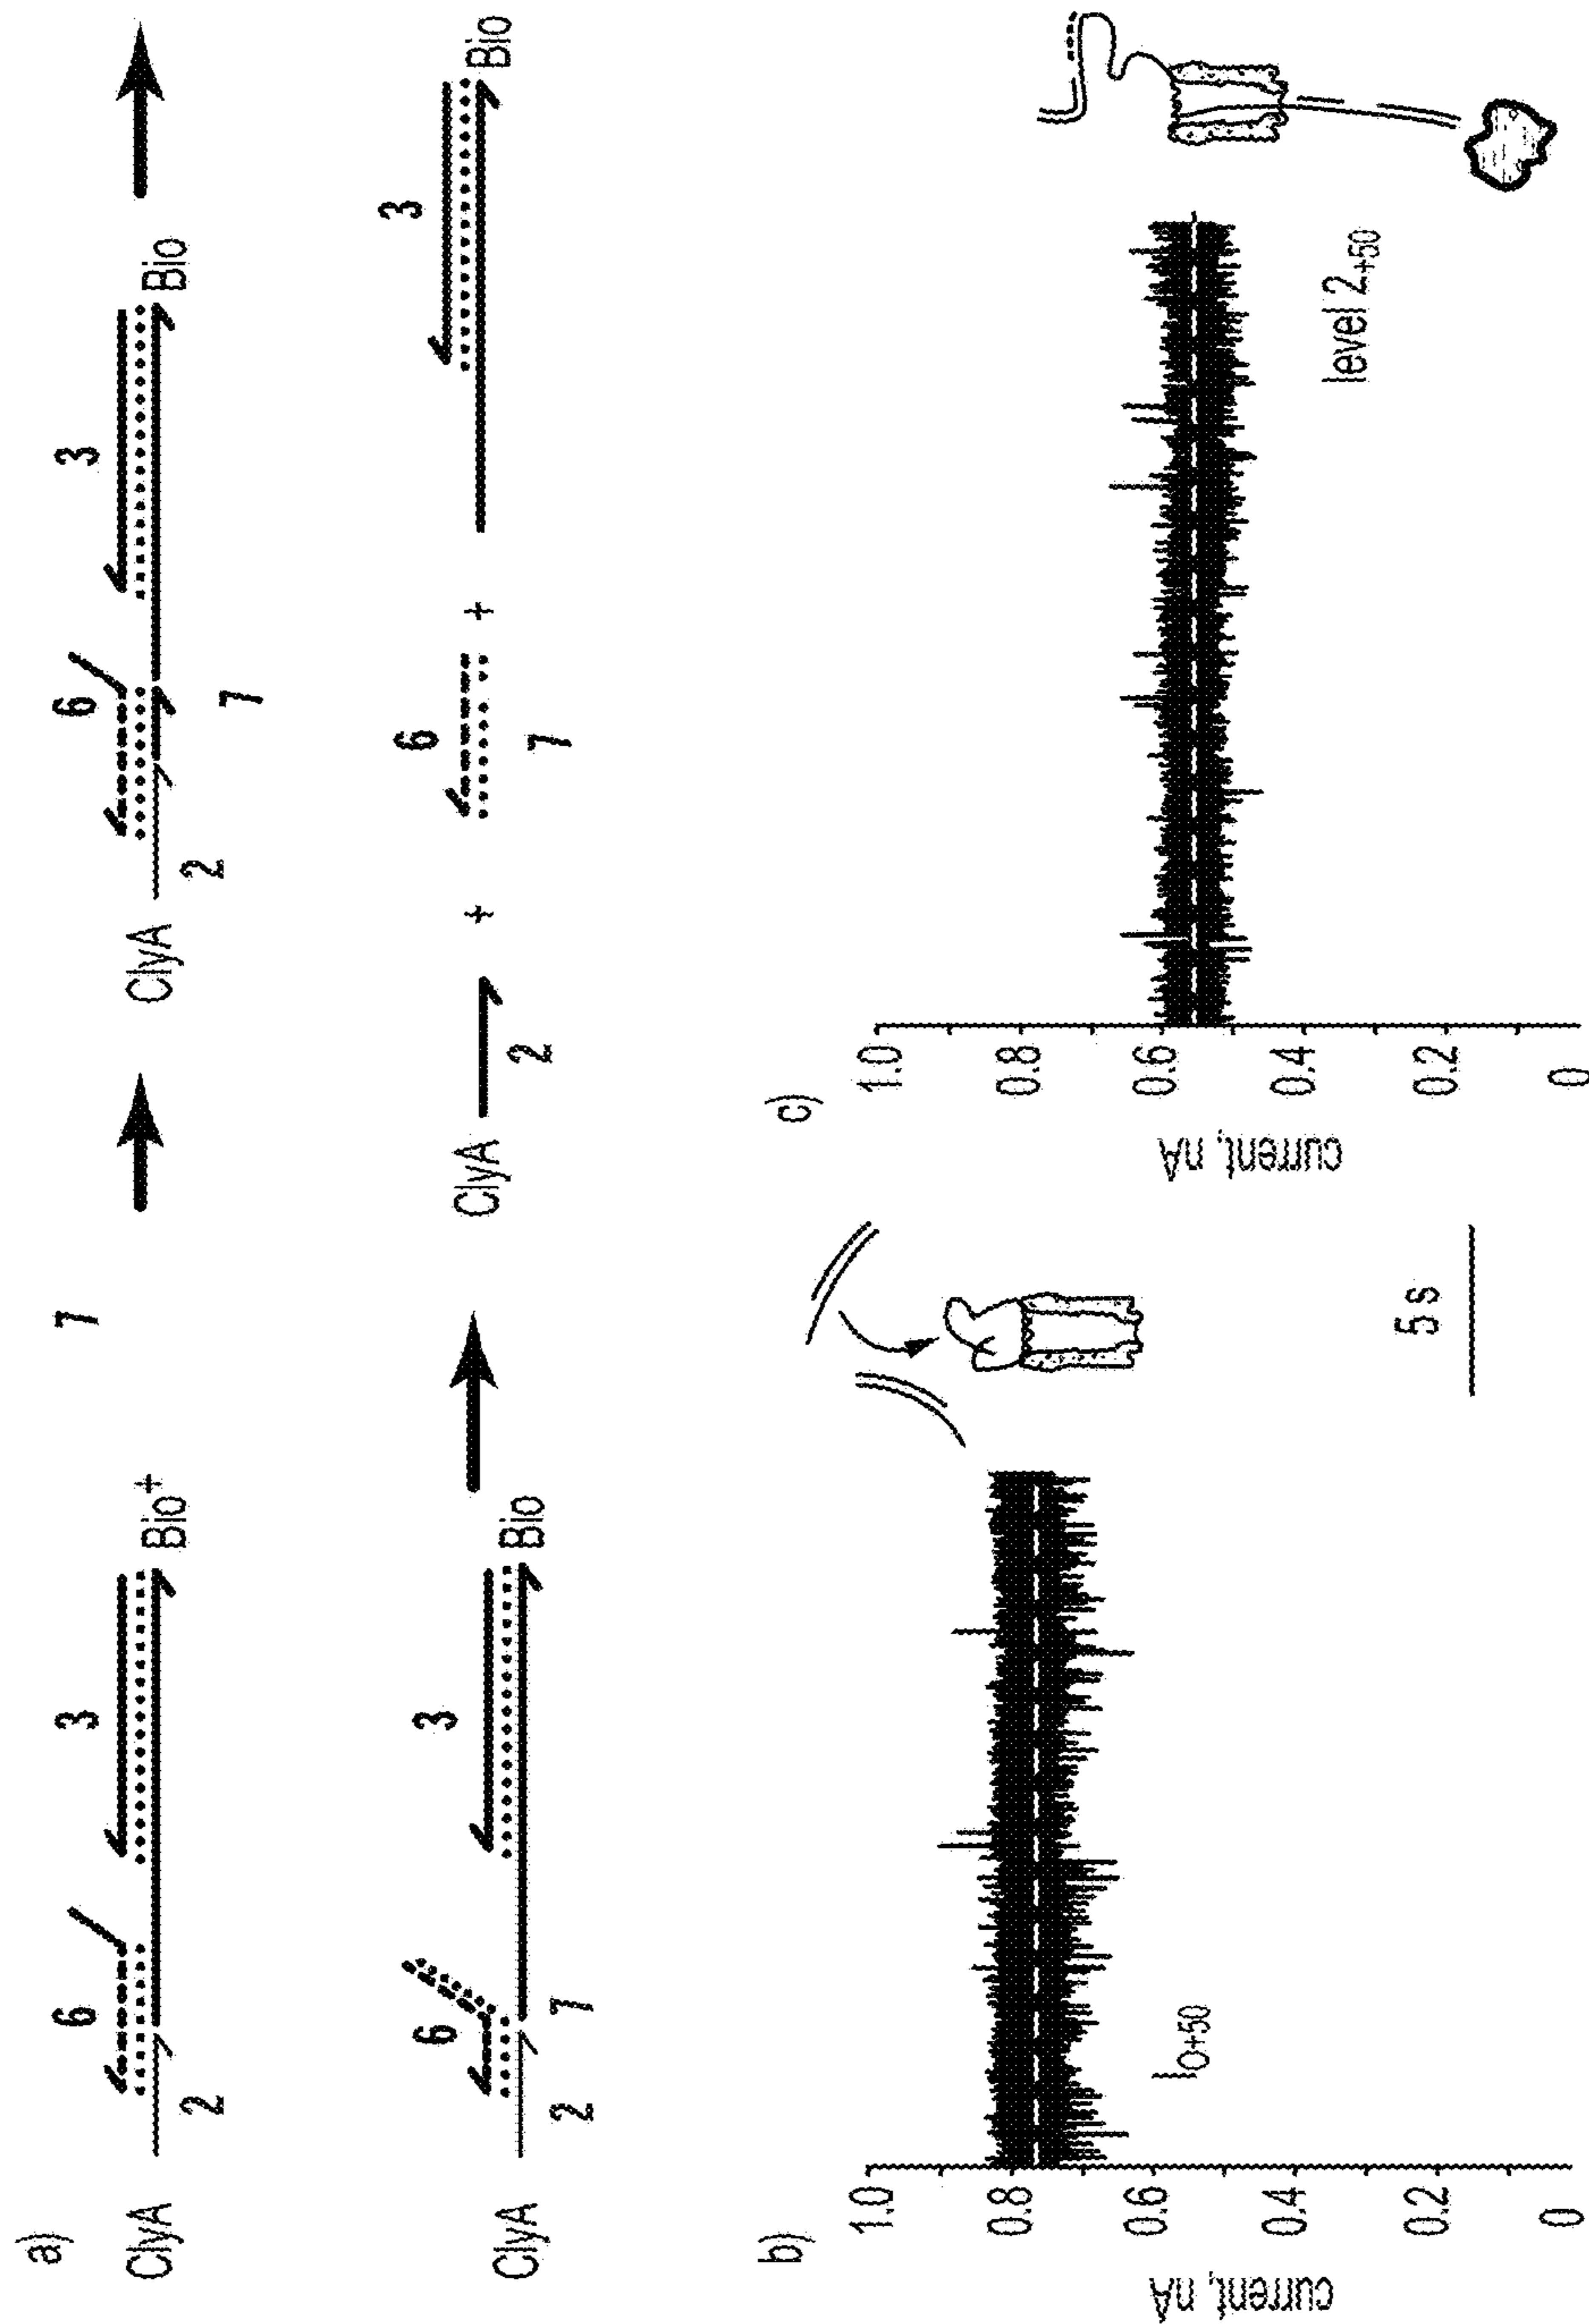 a)
6 3 7 6 3
ClyA Bio + ClyA Bio
2 2 7
6 3 6 3
ClyA Bio ClyA + + Bio
2 7 2 7
b)
1.0
0.8
0.6
0.4
0.2
0
current, nA
I0+50
5 s
c)
1.0
0.8
0.6
0.4
0.2
0
current, nA
level 2+50